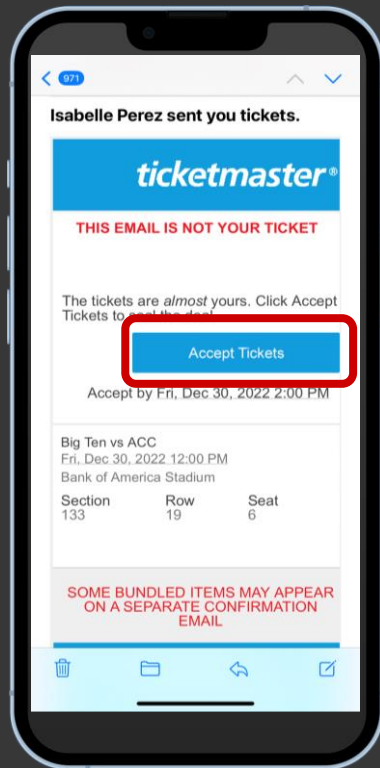 971
Isabelle Perez sent you tickets.
ticketmaster®
THIS EMAIL IS NOT YOUR TICKET
The tickets are almost yours. Click Accept
Tickets to seal the deal
Accept Tickets
Accept by Fri, Dec 30, 2022 2:00 PM
Big Ten vs ACC
Fri, Dec 30, 2022 12:00 PM
Bank of America Stadium
Section Row Seat
133 19 6
SOME BUNDLED ITEMS MAY APPEAR
ON A SEPARATE CONFIRMATION
EMAIL